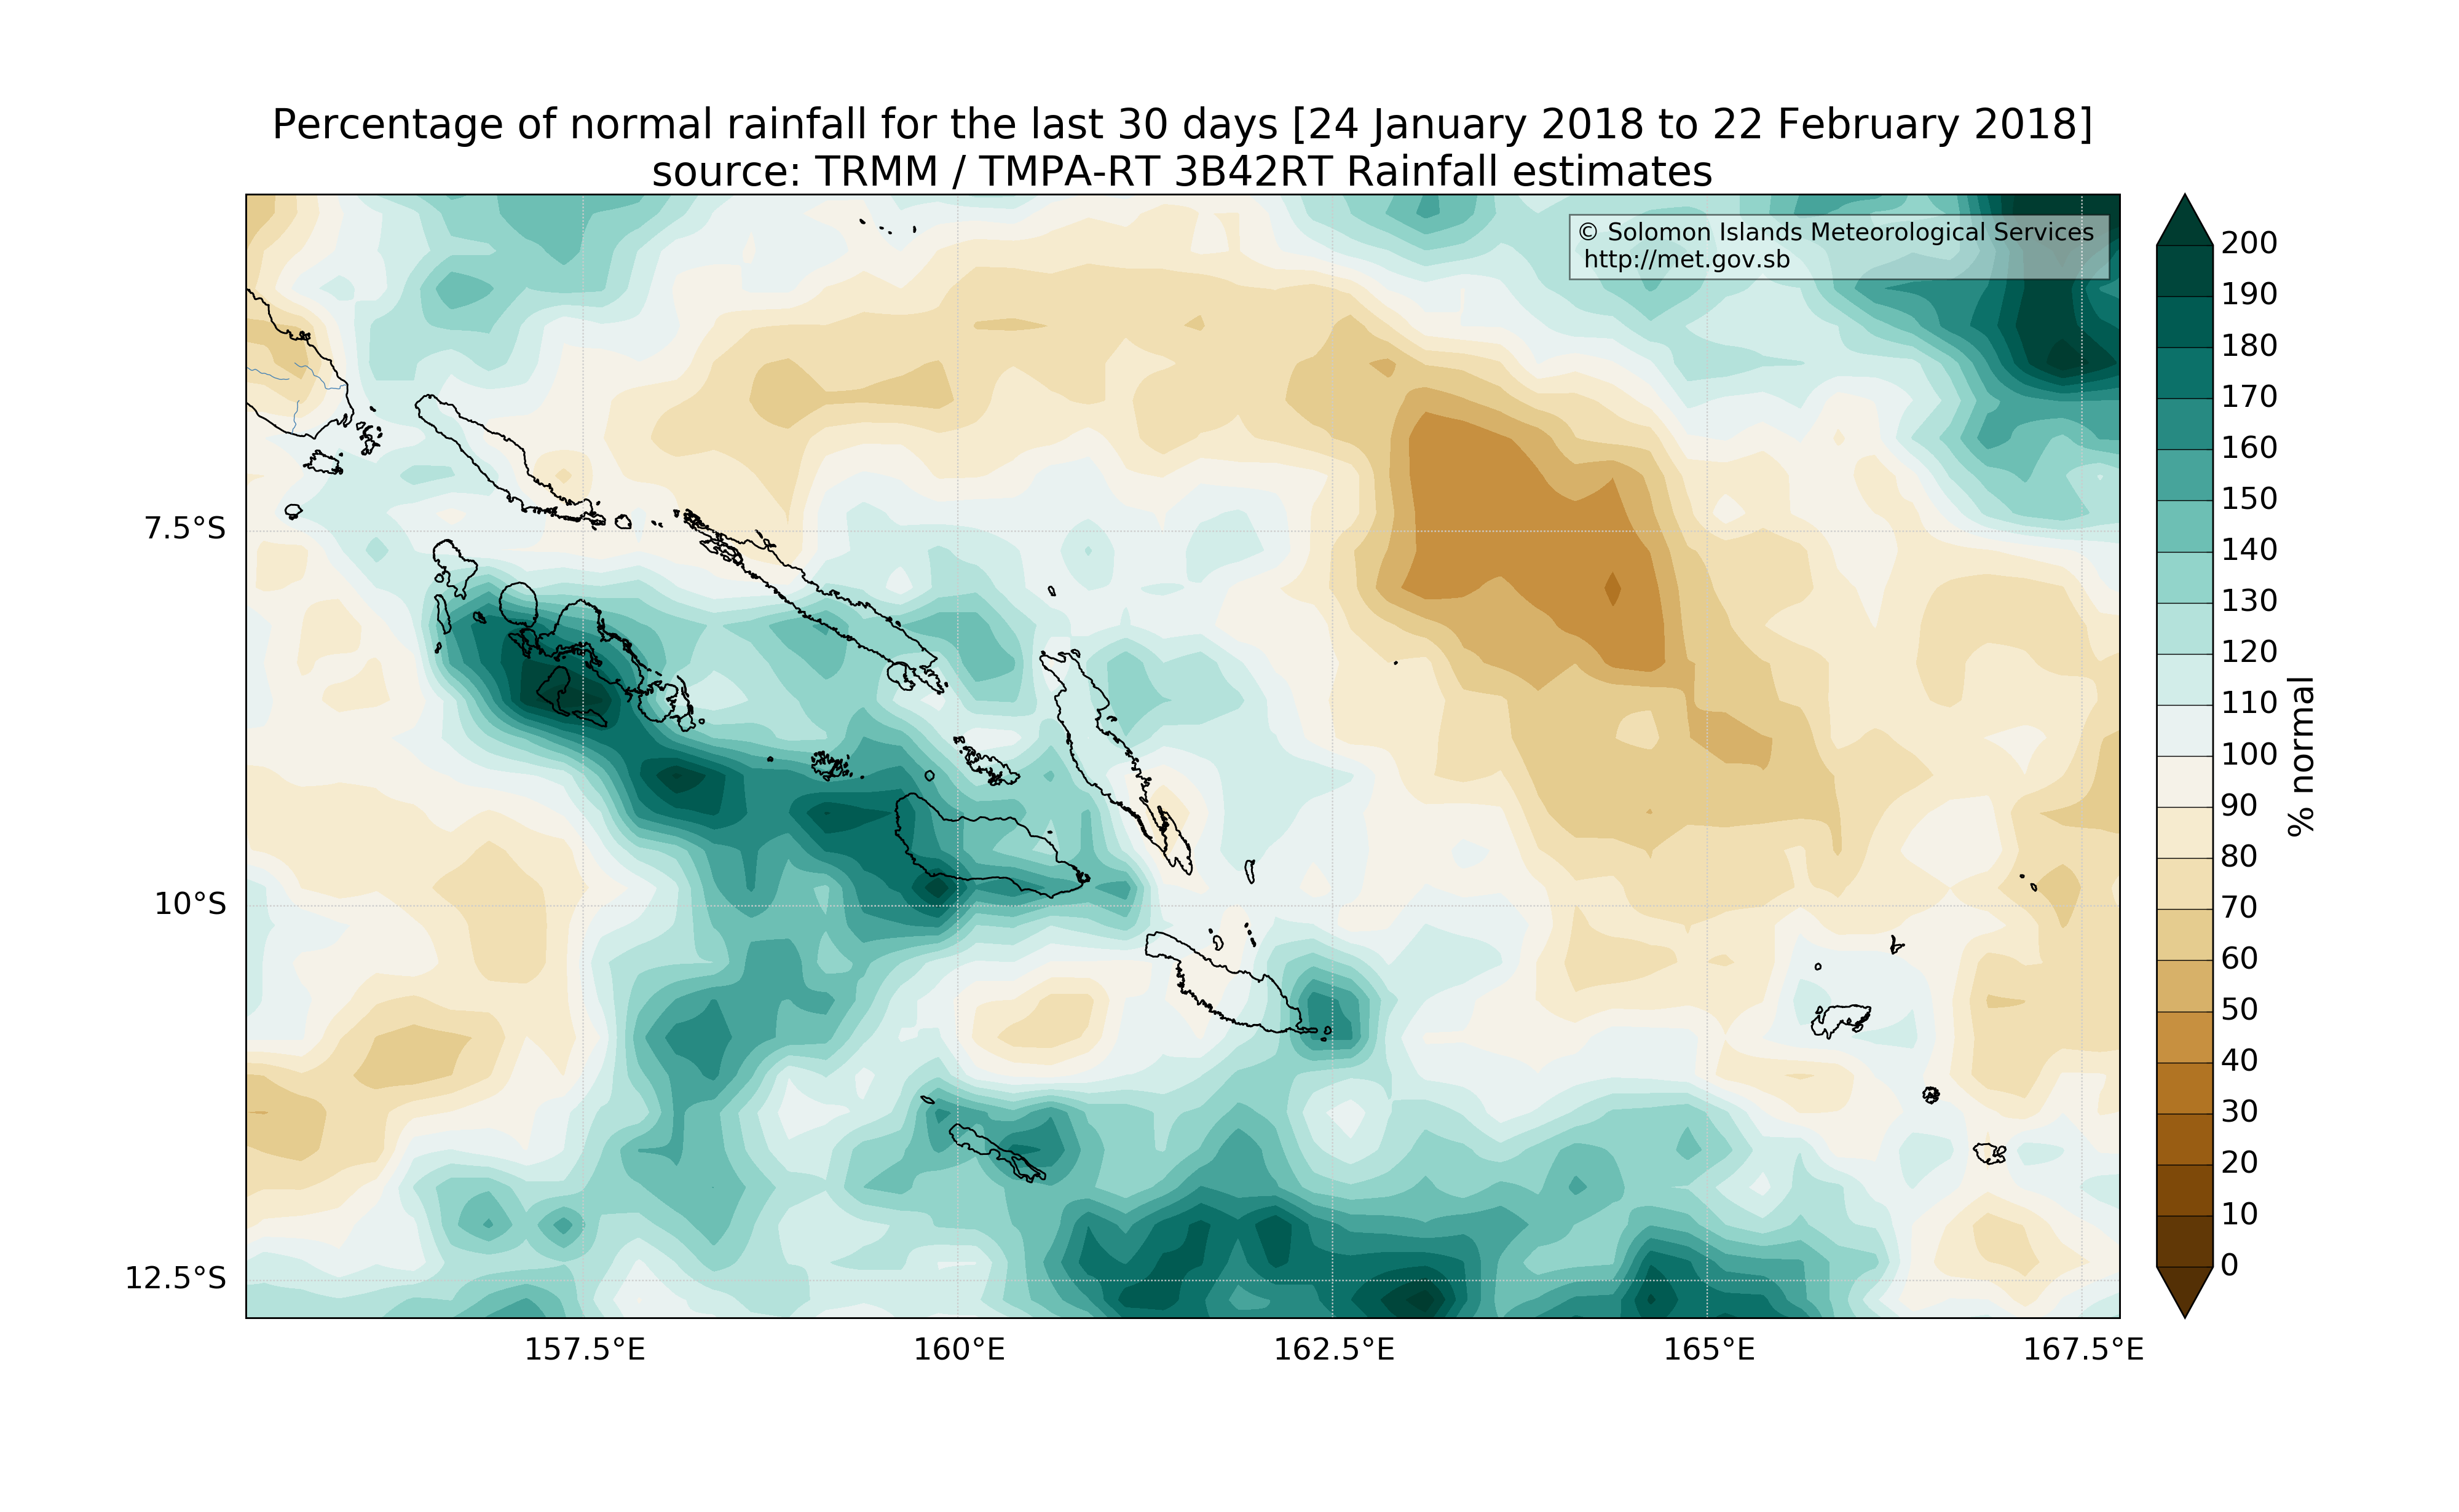 Percentage of normal rainfall for the last 30 days [24 January 2018 to 22 February 2018]
source: TRMM / TMPA-RT 3B42RT Rainfall estimates
© Solomon Islands Meteorological Services
http://met.gov.sb
7.5°S
10°S
12.5°S
157.5°E
160°E
162.5°E
165°E
167.5°E
200
190
180
170
160
150
140
130
120
110
100
90
80
70
60
50
40
30
20
10
0
% normal